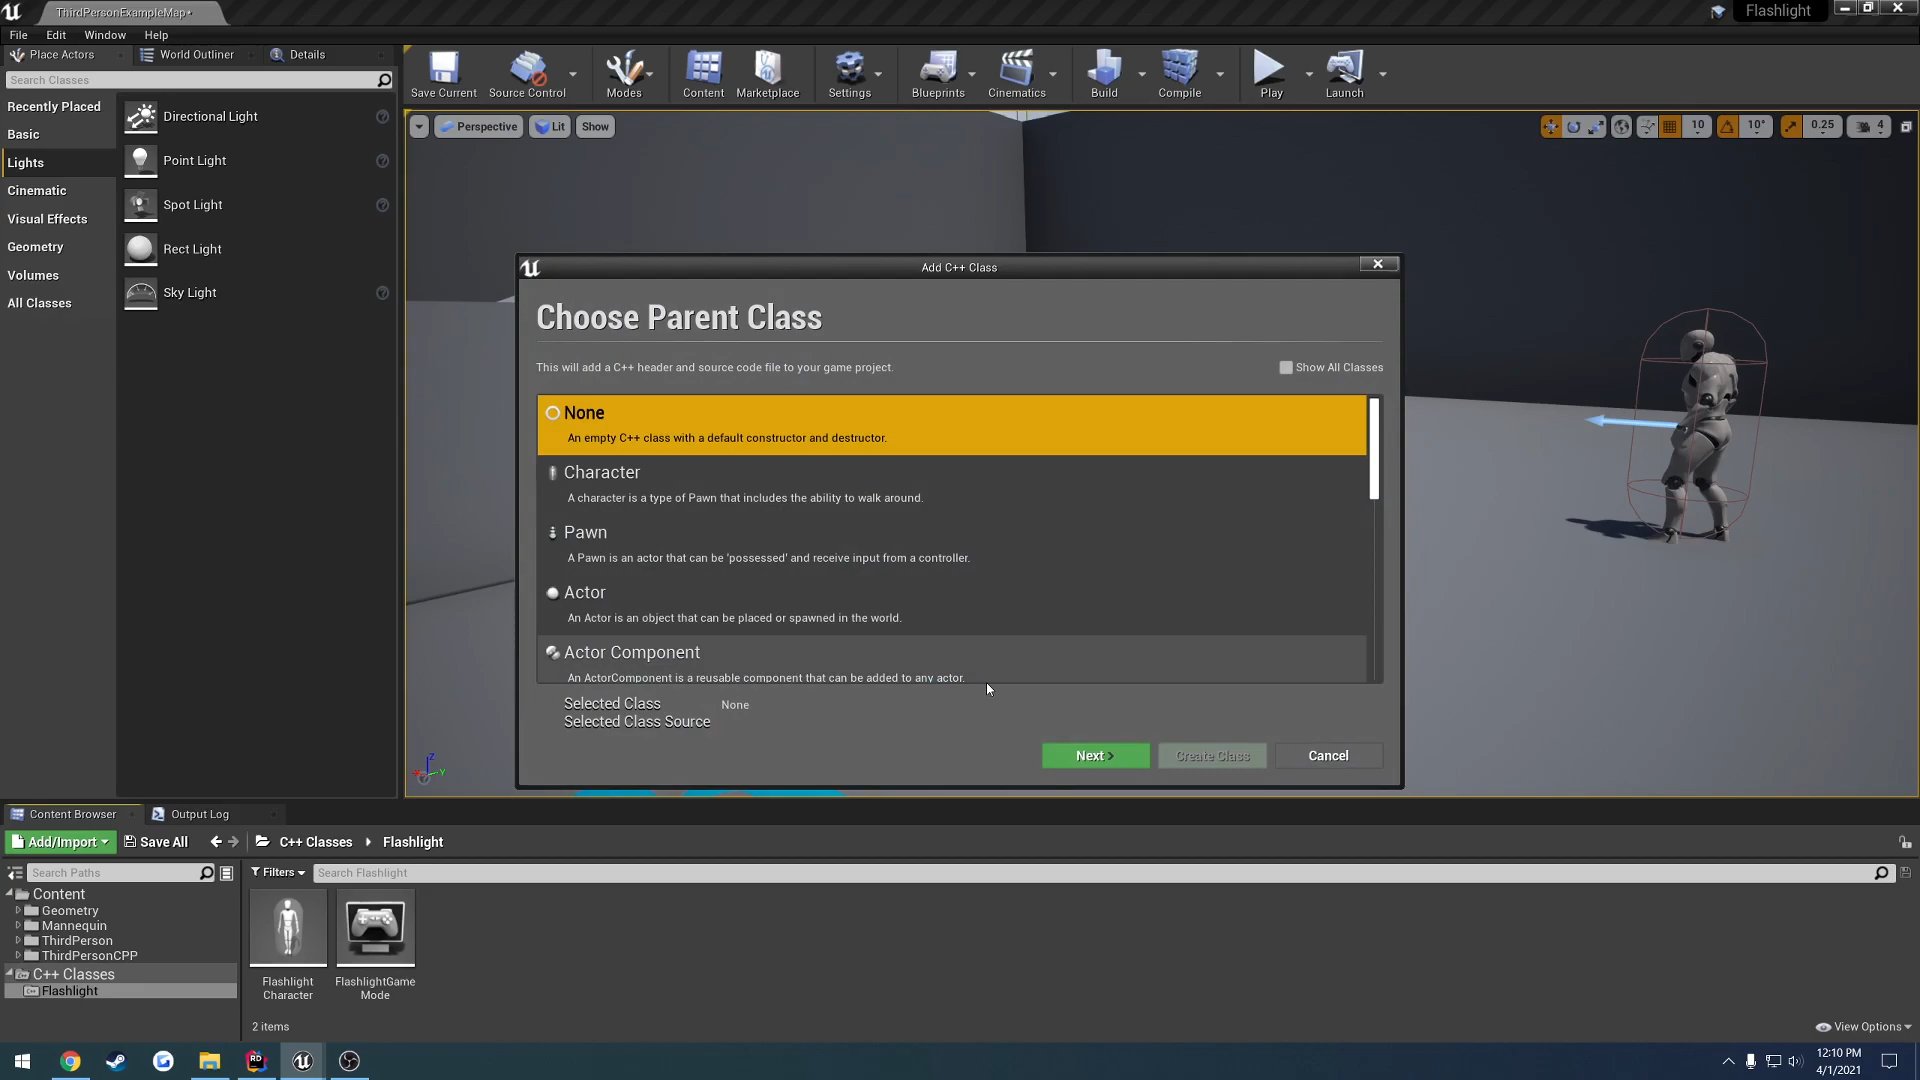 ThirdPersonExampleMap*
Flashlight
File Edit Window Help
Place Actors World Outliner Details
Search Classes
Recently Placed
Basic
Lights
Cinematic
Visual Effects
Geometry
Volumes
All Classes
Directional Light
Point Light
Spot Light
Rect Light
Sky Light
Save Current Source Control Modes Content Marketplace Settings Blueprints Cinematics Build Compile Play Launch
Perspective Lit Show
10 10° 0.25 4
Add C++ Class
Choose Parent Class
This will add a C++ header and source code file to your game project.
Show All Classes
None
An empty C++ class with a default constructor and destructor.
Character
A character is a type of Pawn that includes the ability to walk around.
Pawn
A Pawn is an actor that can be 'possessed' and receive input from a controller.
Actor
An Actor is an object that can be placed or spawned in the world.
Actor Component
An ActorComponent is a reusable component that can be added to any actor.
Selected Class None
Selected Class Source
Next > Create Class Cancel
Z
Y
Content Browser Output Log
Add/Import Save All C++ Classes Flashlight
Search Paths
Filters Search Flashlight
Content
Geometry
Mannequin
ThirdPerson
ThirdPersonCPP
C++ Classes
Flashlight
Flashlight
Character
FlashlightGame
Mode
2 items
View Options
RD
12:10 PM
4/1/2021